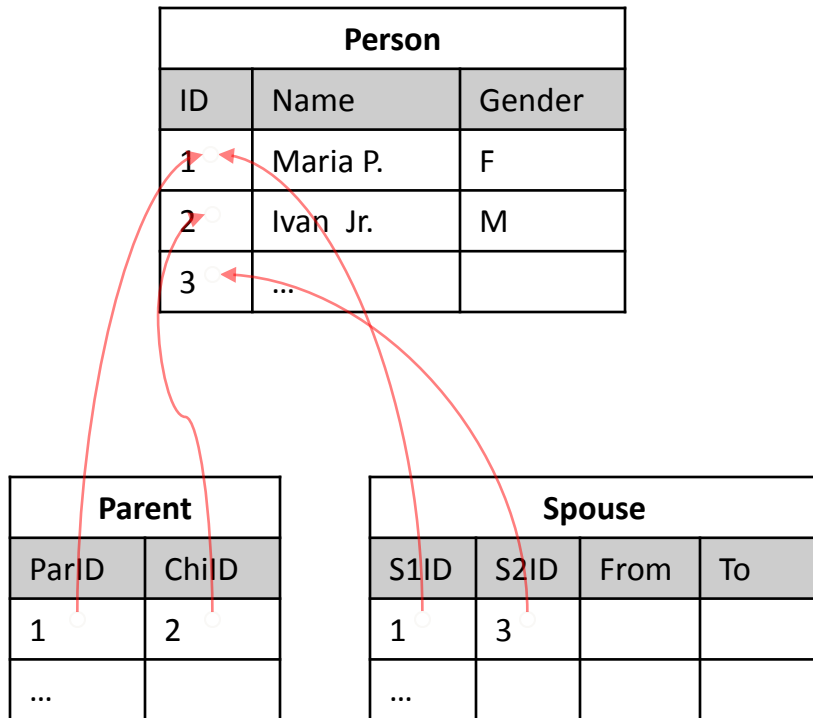 Person
ID Name Gender
1 Maria P. F
2 Ivan Jr. M
3 ...
Parent
ParID ChiID
1 2
...
Spouse
S1ID S2ID From To
1 3
...